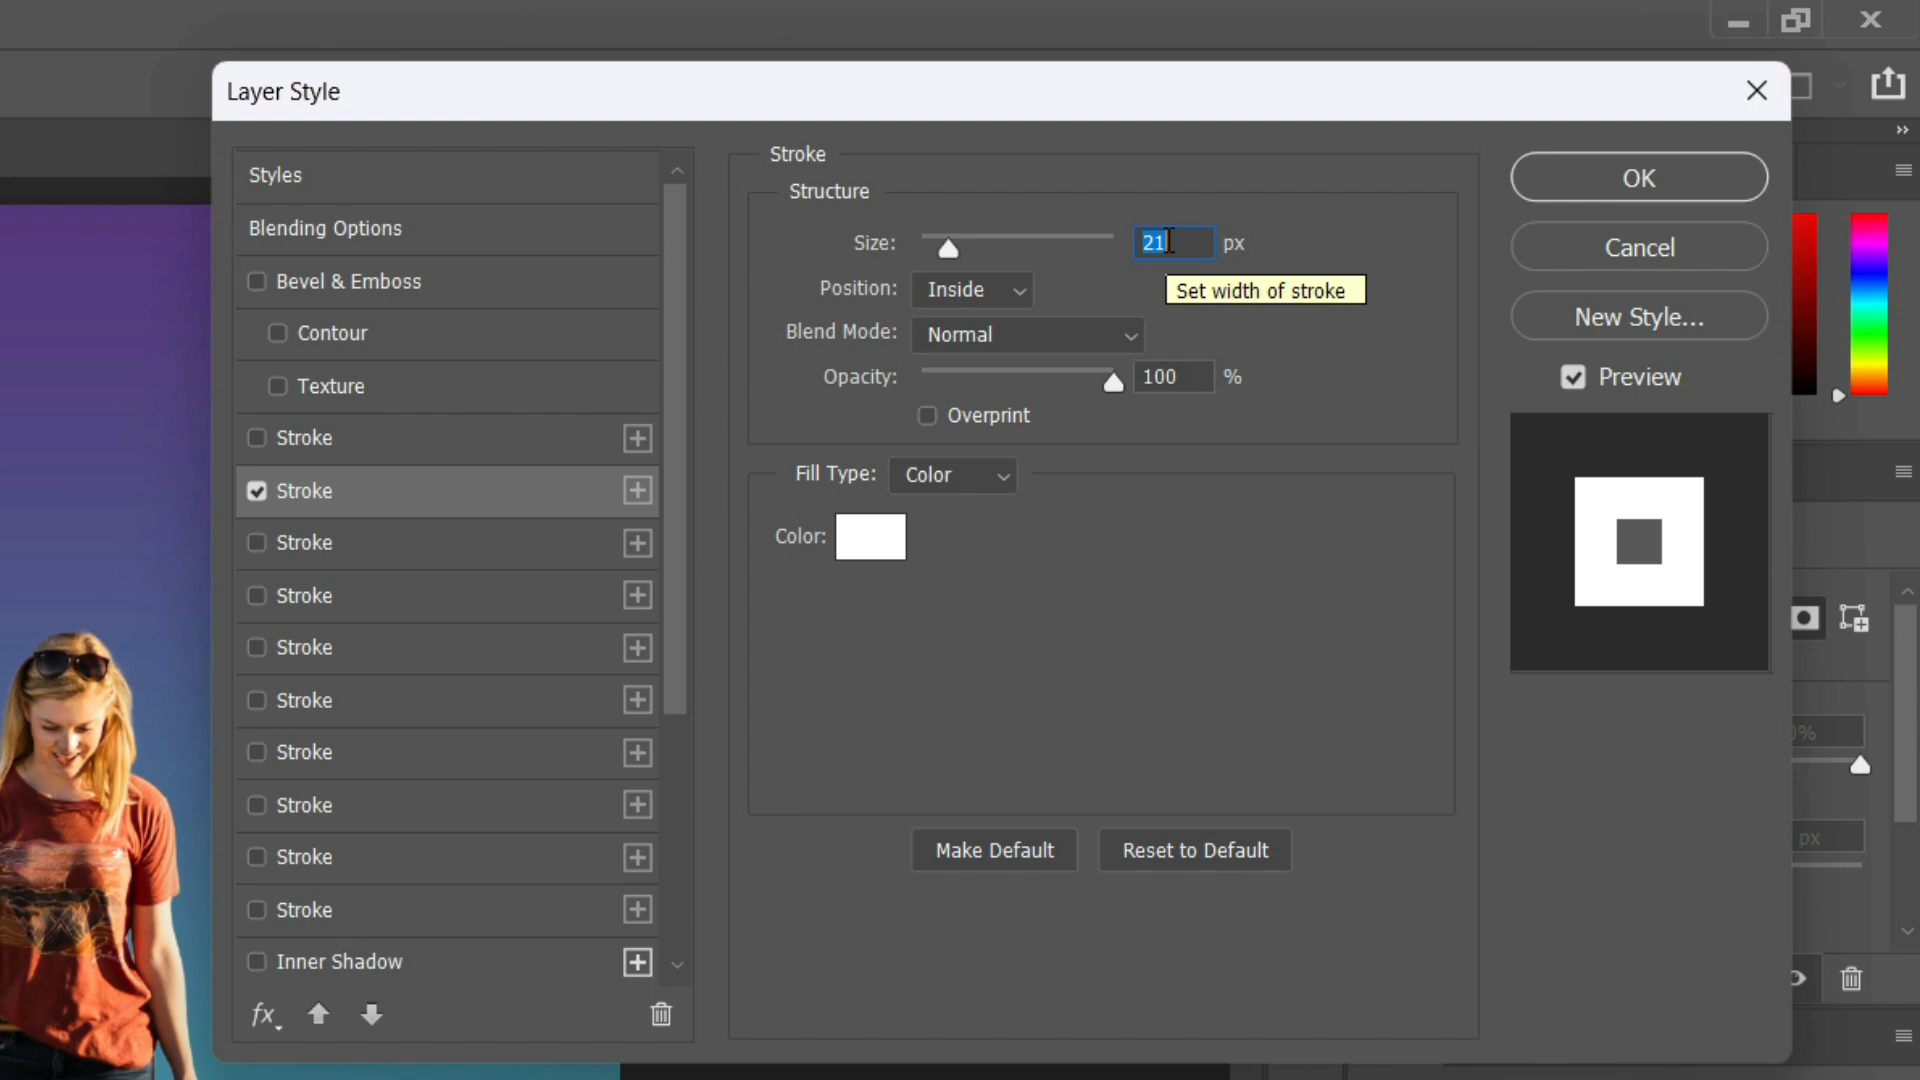 Layer Style
Styles
Blending Options
Bevel & Emboss
Contour
Texture
Stroke
Stroke
Stroke
Stroke
Stroke
Stroke
Stroke
Stroke
Stroke
Stroke
Inner Shadow
fx
Stroke
Structure
Size: 21 px
Set width of stroke
Position: Inside
Blend Mode: Normal
Opacity: 100 %
Overprint
Fill Type: Color
Color:
Make Default Reset to Default
OK
Cancel
New Style...
Preview
px